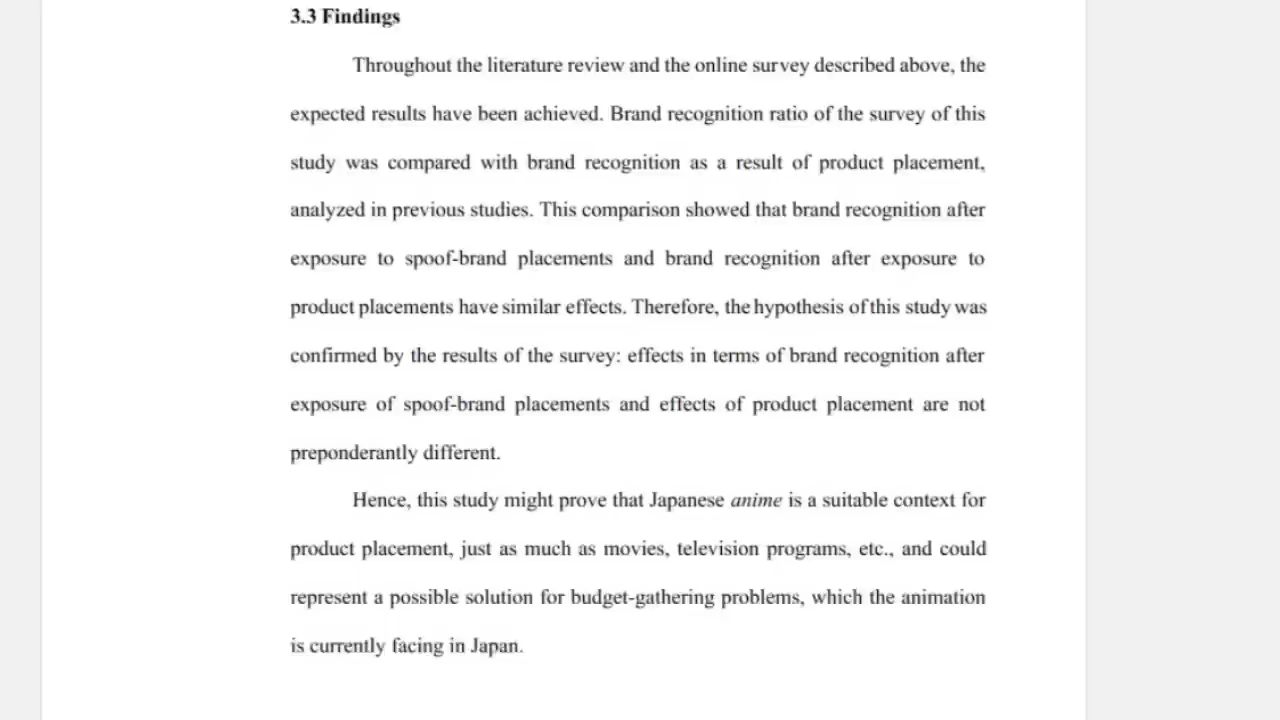 3.3 Findings
Throughout the literature review and the online survey described above, the
expected results have been achieved. Brand recognition ratio of the survey of this
study was compared with brand recognition as a result of product placement,
analyzed in previous studies. This comparison showed that brand recognition after
exposure to spoof-brand placements and brand recognition after exposure to
product placements have similar effects. Therefore, the hypothesis of this study was
confirmed by the results of the survey: effects in terms of brand recognition after
exposure of spoof-brand placements and effects of product placement are not
preponderantly different.
Hence, this study might prove that Japanese anime is a suitable context for
product placement, just as much as movies, television programs, etc., and could
represent a possible solution for budget-gathering problems, which the animation
is currently facing in Japan.